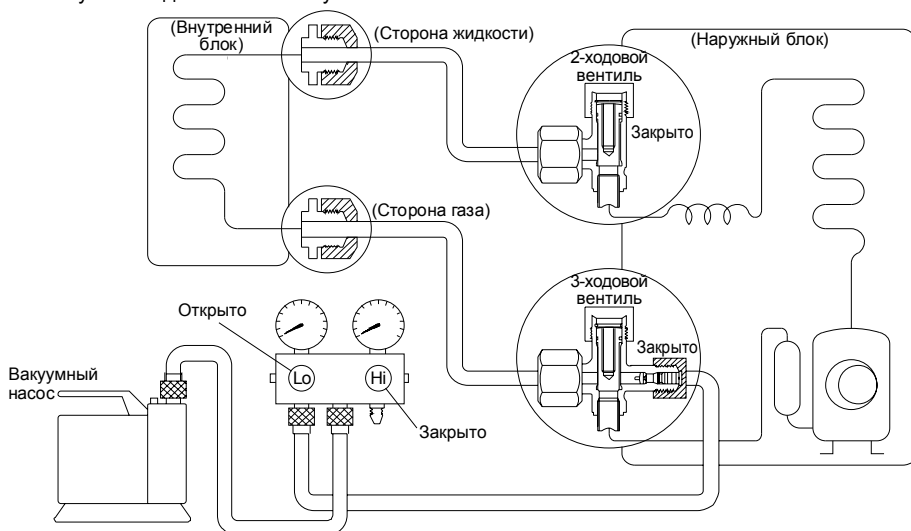 (Внутренний
блок)
(Сторона жидкости)
2-ходовой
вентиль
(Наружный блок)
Закрыто
(Сторона газа)
3-ходовой
вентиль
Закрыто
Открыто
Lo
Hi
Вакуумный
насос
Закрыто